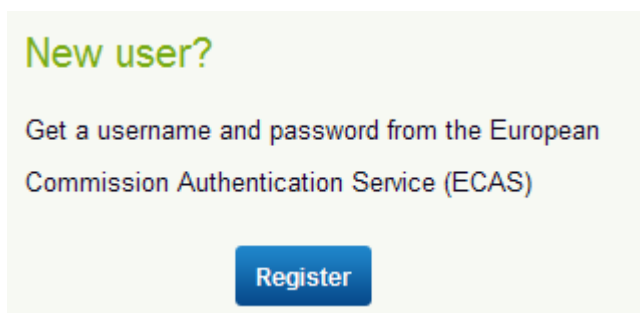 New user?
Get a username and password from the European
Commission Authentication Service (ECAS)
Register